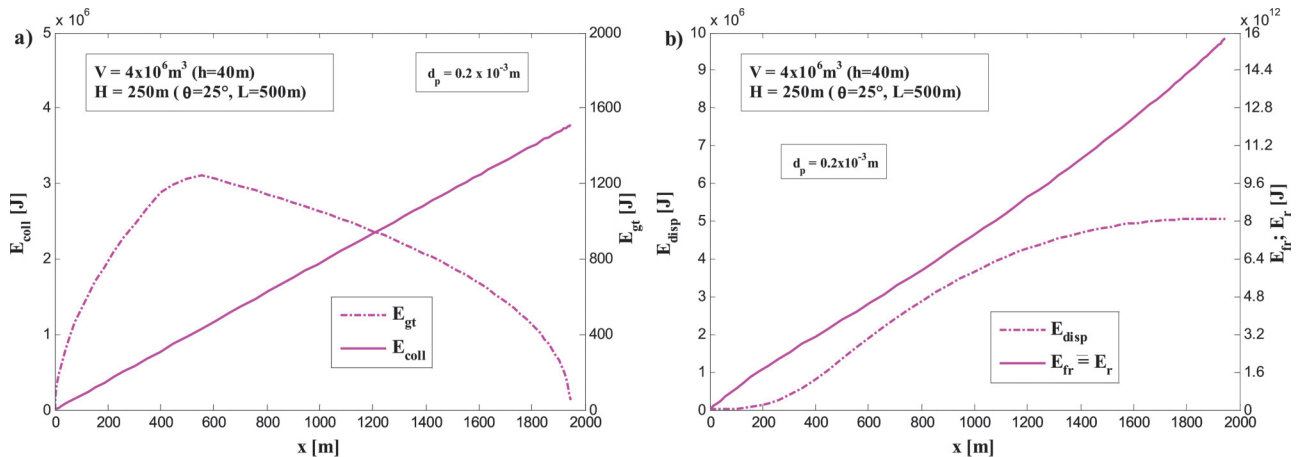 a)
x 10^6
5
4
3
2
1
0
E_coll [J]
2000
1600
1200
800
400
0
E_gt [J]
V = 4x10^6m^3 (h=40m)
H = 250m ( θ=25°, L=500m)
d_p = 0.2 x 10^-3 m
E_gt
E_coll
0 200 400 600 800 1000 1200 1400 1600 1800 2000
x [m]
b)
x 10^6
10
9
8
7
6
5
4
3
2
1
0
E_disp [J]
x 10^12
16
14.4
12.8
11.2
9.6
8
6.4
4.8
3.2
1.6
0
E_fr; E_r [J]
V = 4x10^6m^3 (h=40m)
H = 250m ( θ=25°, L=500m)
d_p = 0.2x10^-3 m
E_disp
E_fr = E_r
0 200 400 600 800 1000 1200 1400 1600 1800 2000
x [m]